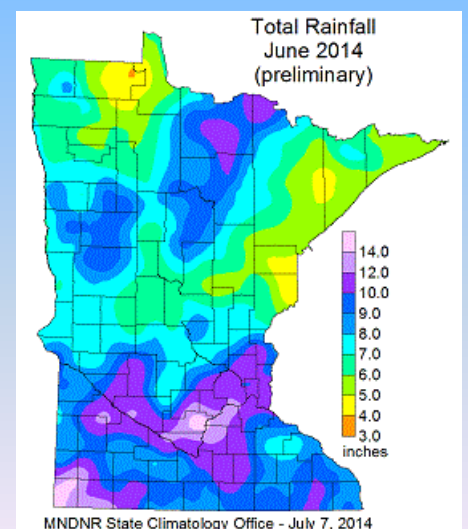 Total Rainfall
June 2014
(preliminary)
14.0
12.0
10.0
9.0
8.0
7.0
6.0
5.0
4.0
3.0
inches
MNDNR State Climatology Office - July 7, 2014